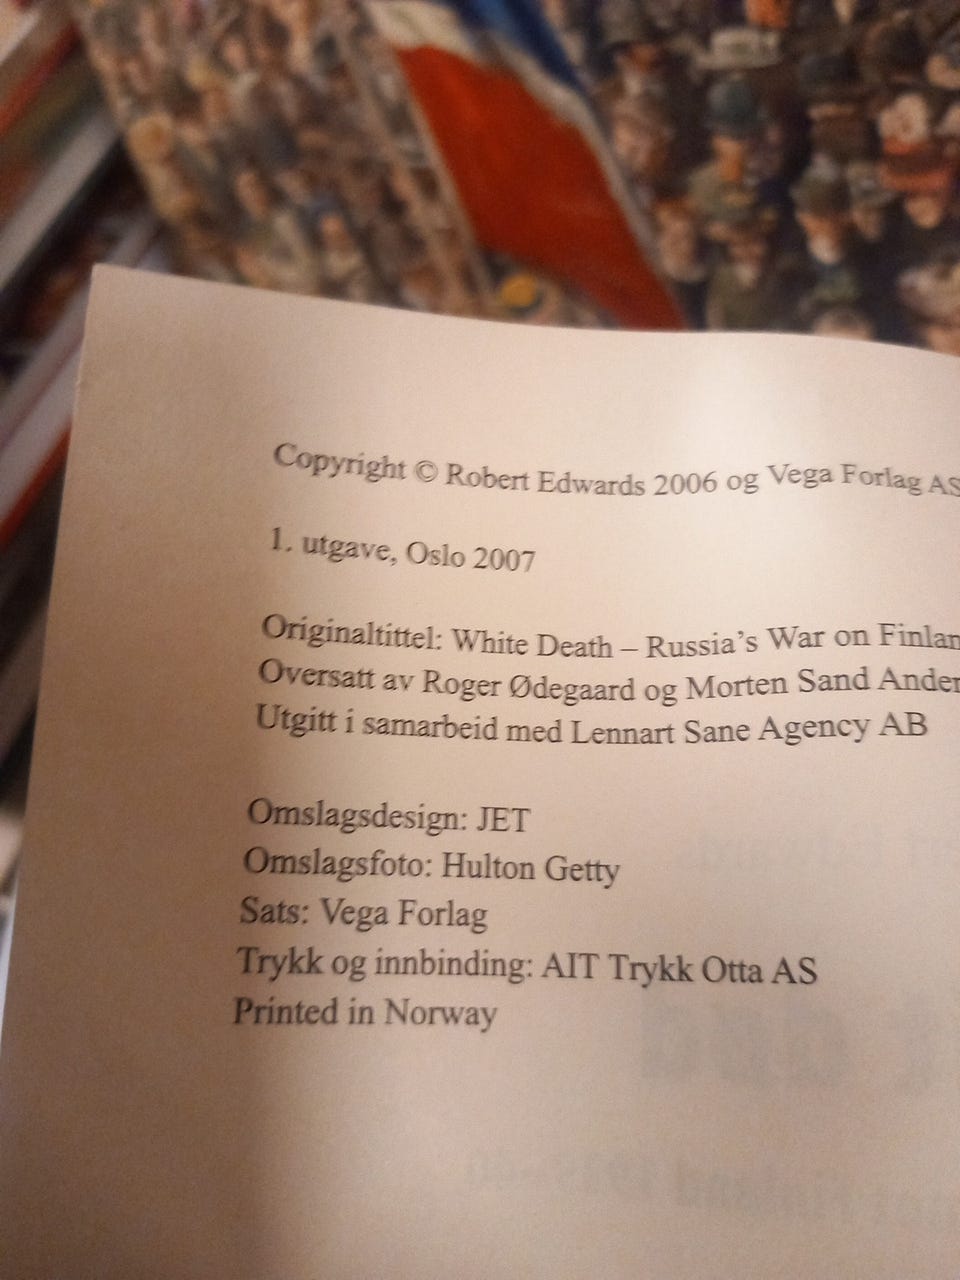 Copyright © Robert Edwards 2006 og Vega Forlag AS
1. utgave, Oslo 2007
Originaltittel: White Death – Russia's War on Finlan
Oversatt av Roger Ødegaard og Morten Sand Ander
Utgitt i samarbeid med Lennart Sane Agency AB
Omslagsdesign: JET
Omslagsfoto: Hulton Getty
Sats: Vega Forlag
Trykk og innbinding: AIT Trykk Otta AS
Printed in Norway